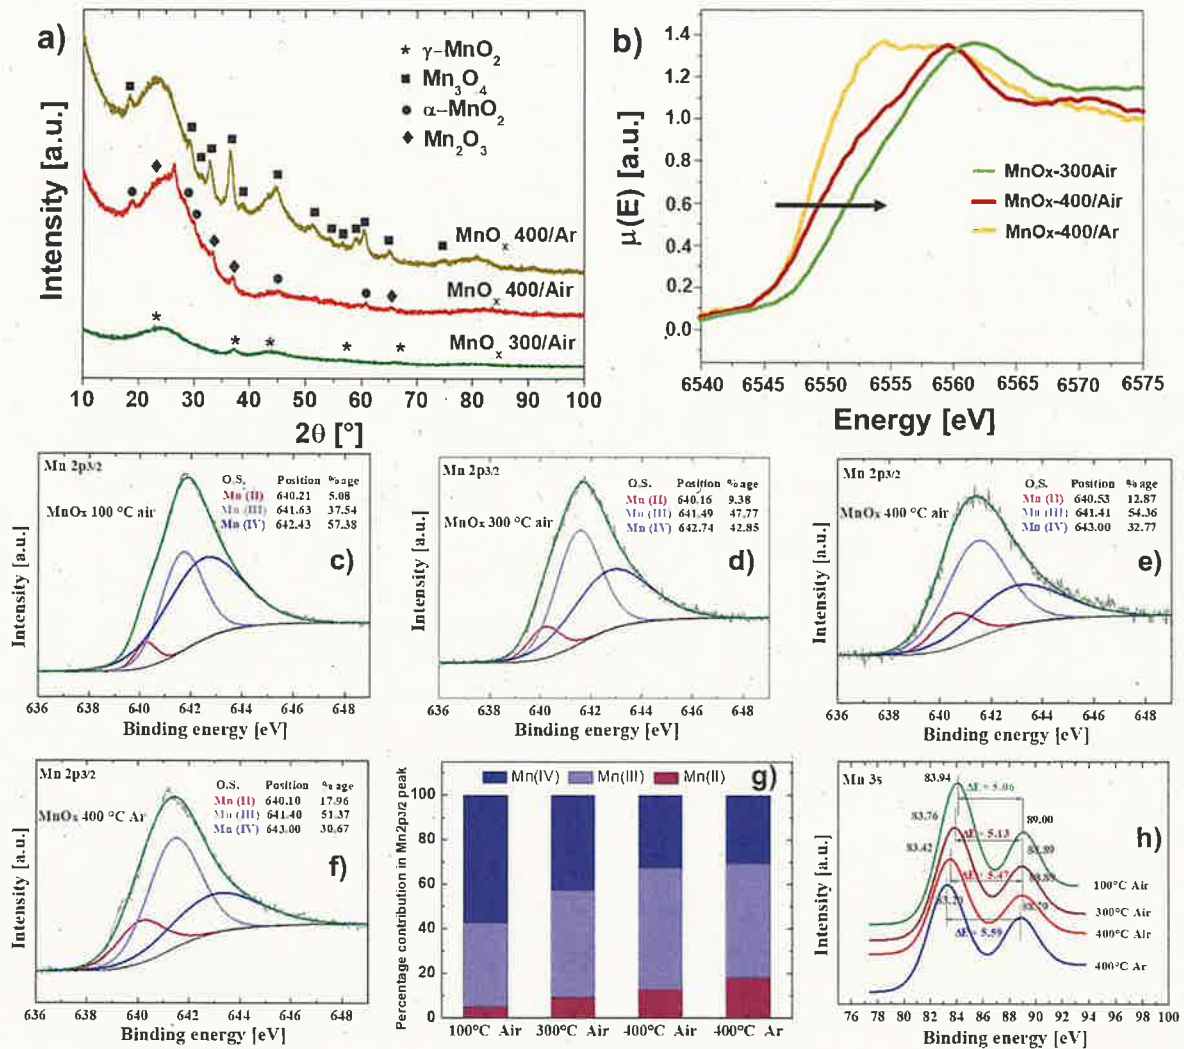 a)
* γ-MnO2
■ Mn3O4
● α-MnO2
◆ Mn2O3
MnOx 400/Ar
MnOx 400/Air
MnOx 300/Air
Intensity [a.u.]
10 20 30 40 50 60 70 80 90 100
2θ [°]
b)
1.4
1.2
1.0
0.8
0.6
0.4
0.2
0.0
μ(E) [a.u.]
MnOx-300Air
MnOx-400/Air
MnOx-400/Ar
6540 6545 6550 6555 6560 6565 6570 6575
Energy [eV]
Mn 2p3/2
O.S. Position %age
Mn (II) 640.21 5.08
Mn (III) 641.63 37.54
Mn (IV) 642.43 57.38
MnOx 100 °C air
c)
Intensity [a.u.]
636 638 640 642 644 646 648
Binding energy [eV]
Mn 2p3/2
O.S. Position %age
Mn (II) 640.16 9.38
Mn (III) 641.49 47.77
Mn (IV) 642.74 42.85
MnOx 300 °C air
d)
Intensity [a.u.]
636 638 640 642 644 646 648
Binding energy [eV]
Mn 2p3/2
O.S. Position %age
Mn (II) 640.53 12.87
Mn (III) 641.41 54.36
Mn (IV) 643.00 32.77
MnOx 400 °C air
e)
Intensity [a.u.]
636 638 640 642 644 646 648
Binding energy [eV]
Mn 2p3/2
O.S. Position %age
Mn (II) 640.10 17.96
Mn (III) 641.40 51.37
Mn (IV) 643.00 30.67
MnOx 400 °C Ar
f)
Intensity [a.u.]
636 638 640 642 644 646 648
Binding energy [eV]
Mn(IV) Mn(III) Mn(II)
g)
100
80
60
40
20
0
Percentage contribution in Mn2p3/2 peak
100°C Air 300°C Air 400°C Air 400°C Ar
Mn 3s
83.94
ΔE = 5.06
83.76
89.00
ΔE = 5.13
83.42
88.89
ΔE = 5.47
88.89
83.20
88.79
ΔE = 5.59
h)
100°C Air
300°C Air
400°C Air
400°C Ar
Intensity [a.u.]
76 78 80 82 84 86 88 90 92 94 96 98 100
Binding energy [eV]